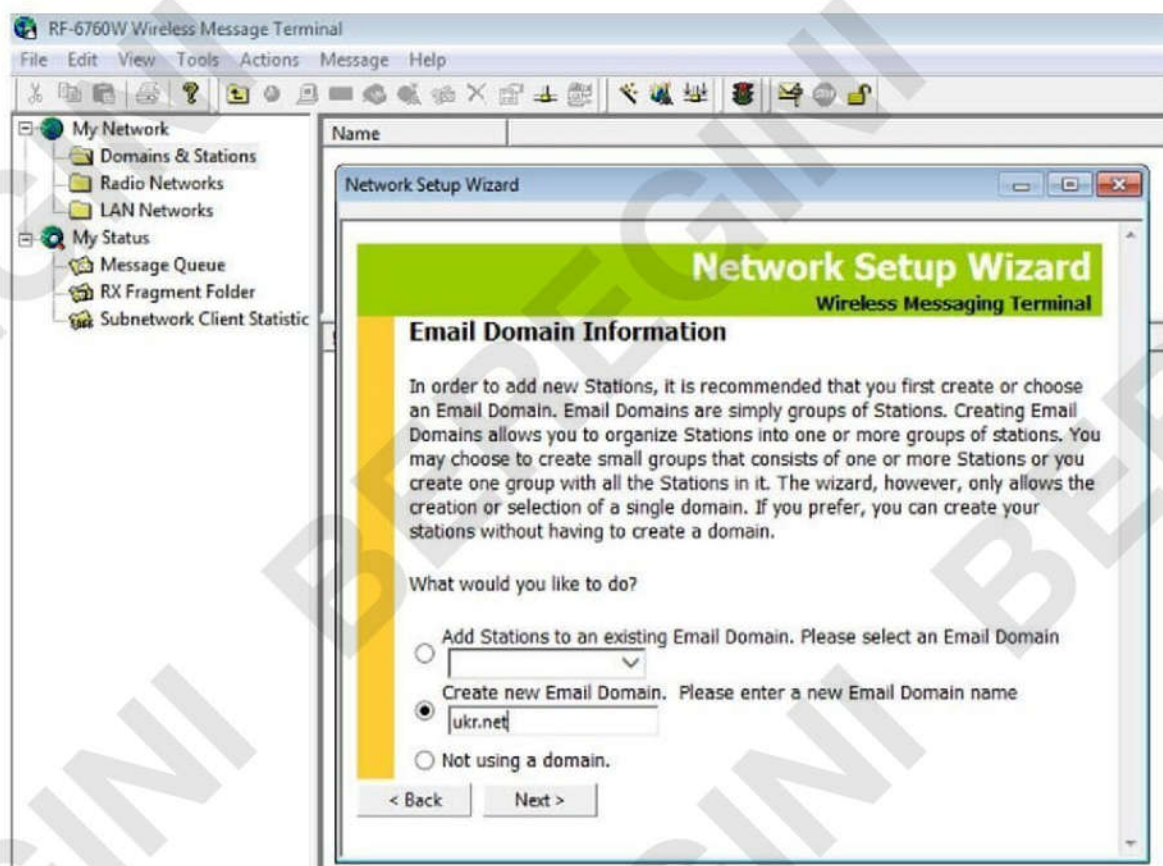 RF-6760W Wireless Message Terminal
File Edit View Tools Actions Message Help
My Network
Domains & Stations
Radio Networks
LAN Networks
My Status
Message Queue
RX Fragment Folder
Subnetwork Client Statistic
Name
Network Setup Wizard
Network Setup Wizard
Wireless Messaging Terminal
Email Domain Information
In order to add new Stations, it is recommended that you first create or choose
an Email Domain. Email Domains are simply groups of Stations. Creating Email
Domains allows you to organize Stations into one or more groups of stations. You
may choose to create small groups that consists of one or more Stations or you
create one group with all the Stations in it. The wizard, however, only allows the
creation or selection of a single domain. If you prefer, you can create your
stations without having to create a domain.
What would you like to do?
Add Stations to an existing Email Domain. Please select an Email Domain
Create new Email Domain. Please enter a new Email Domain name
ukr.net
Not using a domain.
< Back Next >
BEREGINI